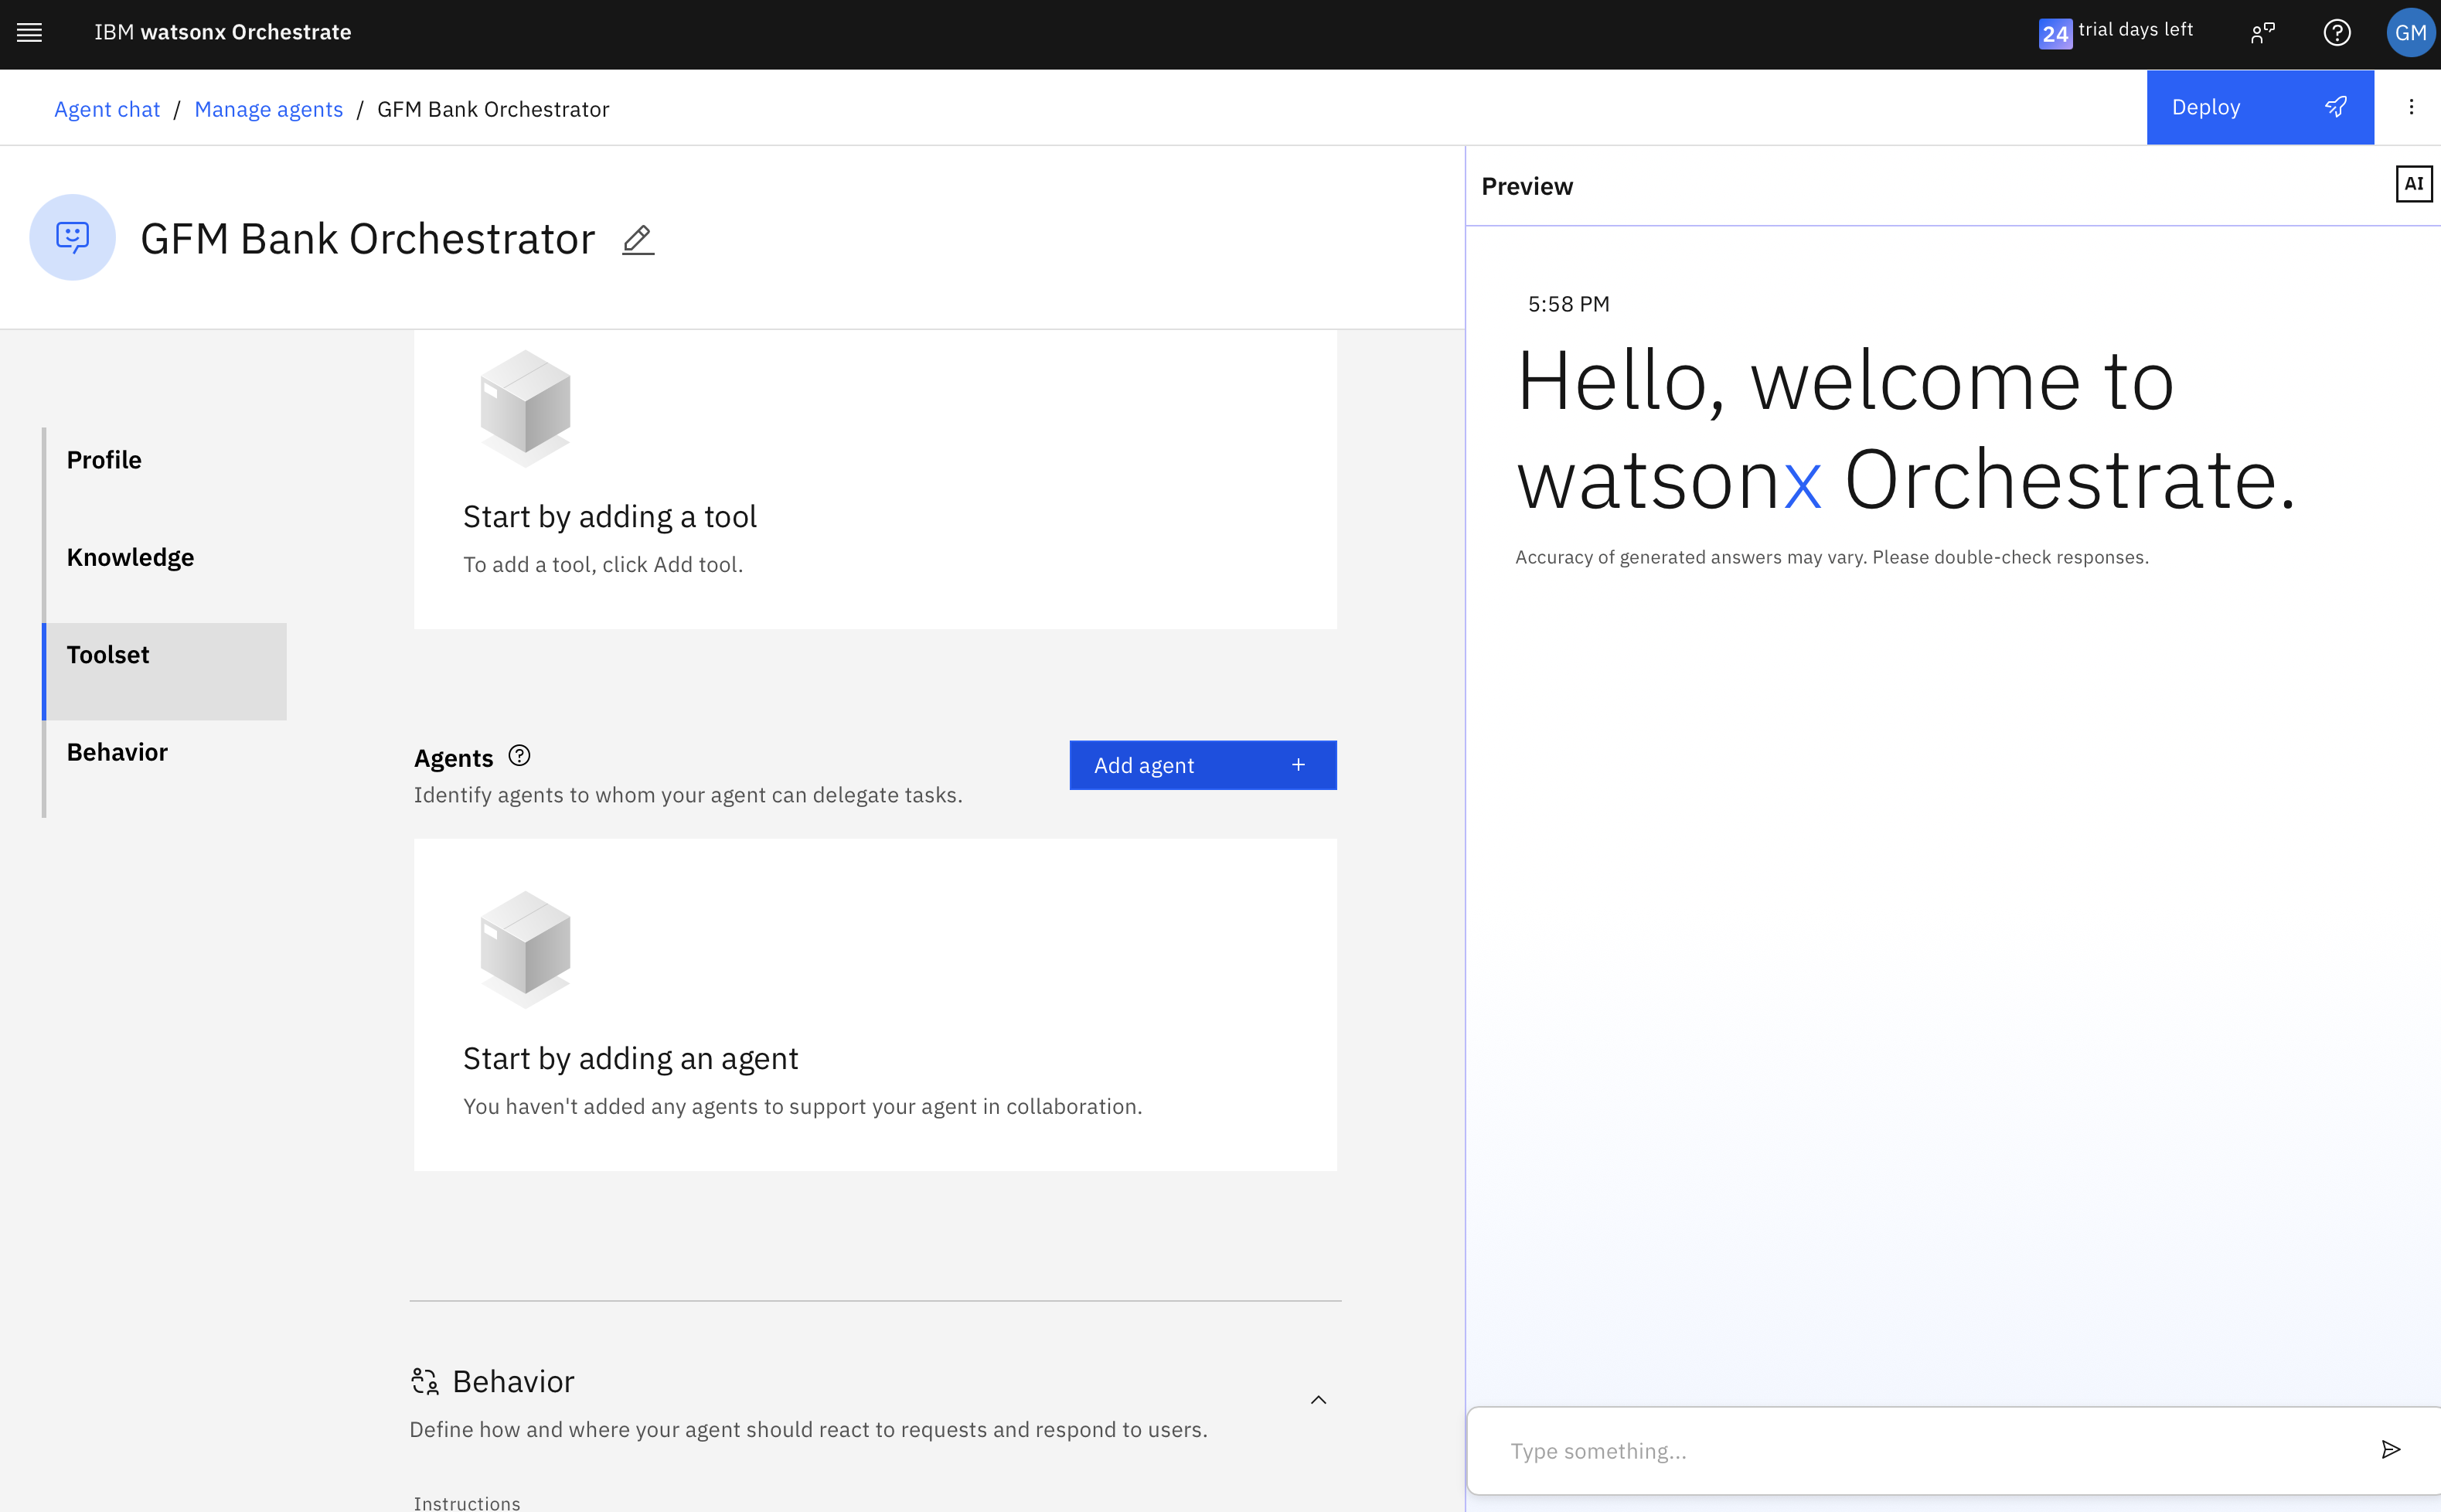 IBM watsonx Orchestrate
24 trial days left
GM
Agent chat / Manage agents / GFM Bank Orchestrator
Deploy
GFM Bank Orchestrator
Profile
Knowledge
Toolset
Behavior
Start by adding a tool
To add a tool, click Add tool.
Agents
Identify agents to whom your agent can delegate tasks.
Add agent +
Start by adding an agent
You haven't added any agents to support your agent in collaboration.
Behavior
Define how and where your agent should react to requests and respond to users.
Instructions
Preview
AI
5:58 PM
Hello, welcome to
watsonx Orchestrate.
Accuracy of generated answers may vary. Please double-check responses.
Type something...